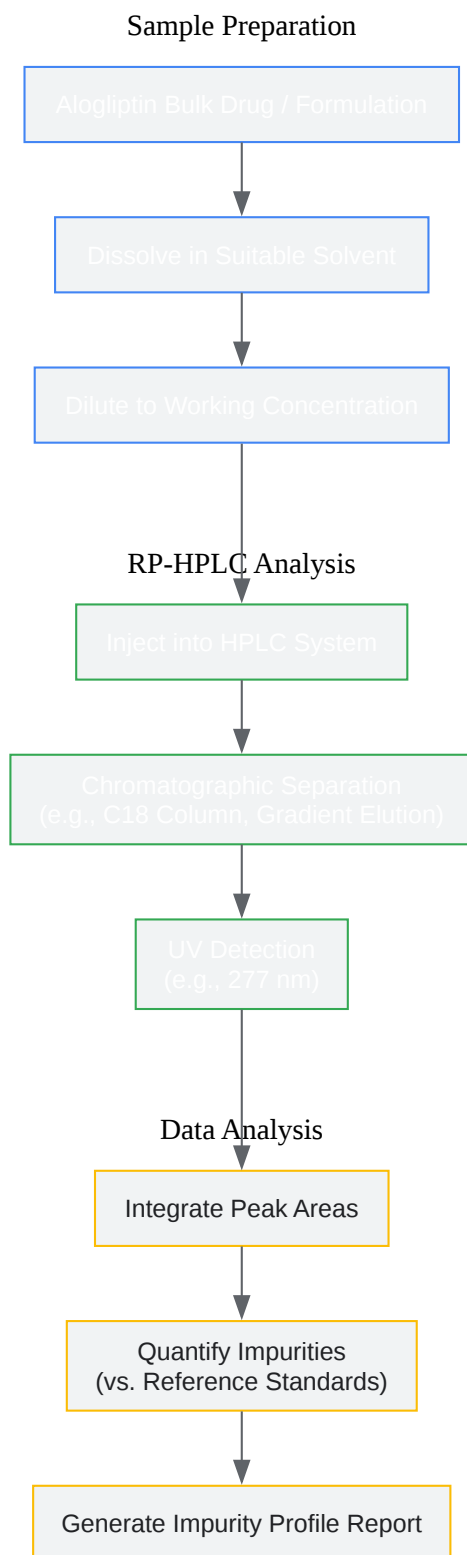 Sample Preparation
Alogliptin Bulk Drug / Formulation
Dissolve in Suitable Solvent
Dilute to Working Concentration
RP-HPLC Analysis
Inject into HPLC System
Chromatographic Separation
(e.g., C18 Column, Gradient Elution)
UV Detection
(e.g., 277 nm)
Data Analysis
Integrate Peak Areas
Quantify Impurities
(vs. Reference Standards)
Generate Impurity Profile Report